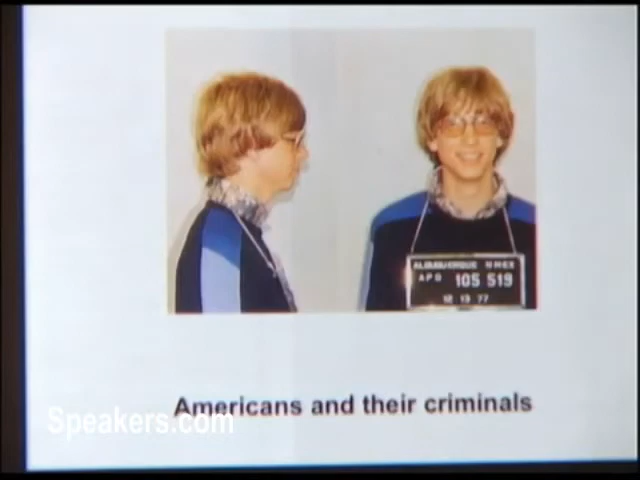 ALBUQUERQUE N MEX
APD 105 519
12 13 77
Americans and their criminals
Speakers.com